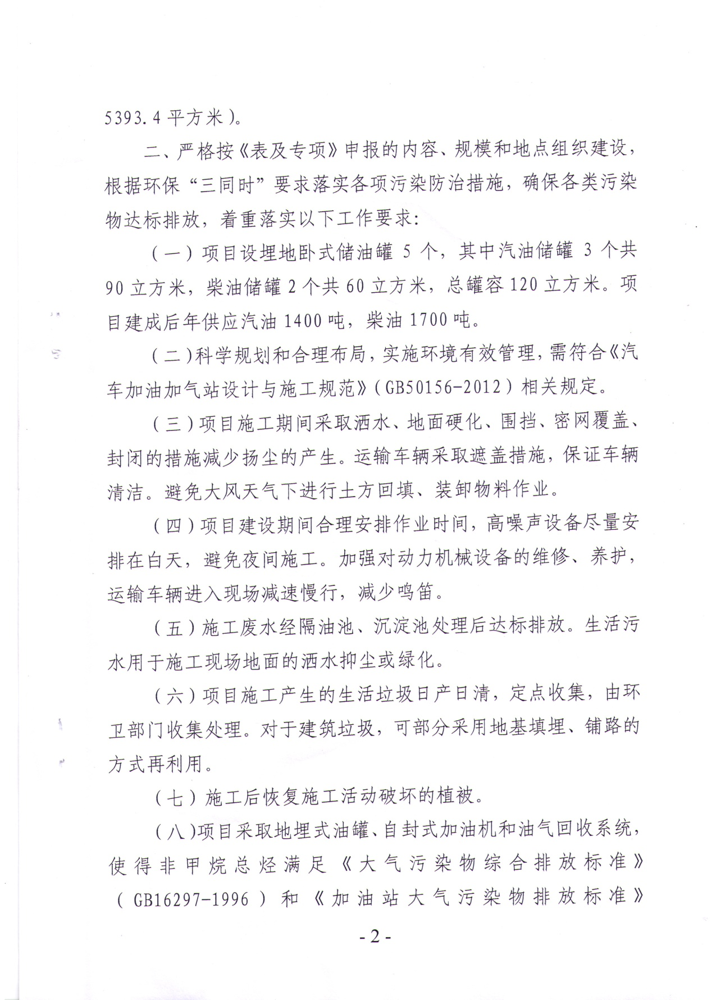 5393.4平方米)。
二、严格按《表及专项》申报的内容、规模和地点组织建设，
根据环保“三同时”要求落实各项污染防治措施，确保各类污染
物达标排放，着重落实以下工作要求：
（一）项目设埋地卧式储油罐 5 个，其中汽油储罐 3 个共
90立方米，柴油储罐2个共60立方米，总罐容120立方米。项
目建成后年供应汽油1400吨，柴油1700吨。
（二)科学规划和合理布局，实施环境有效管理，需符合《汽
车加油加气站设计与施工规范》（GB50156-2012）相关规定。
（三）项目施工期间采取洒水、地面硬化、围挡、密网覆盖、
封闭的措施减少扬尘的产生。运输车辆采取遮盖措施，保证车辆
清洁。避免大风天气下进行土方回填、装卸物料作业。
（四）项目建设期间合理安排作业时间，高噪声设备尽量安
排在白天，避免夜间施工。加强对动力机械设备的维修、养护，
运输车辆进入现场减速慢行，减少鸣笛。
（五）施工废水经隔油池、沉淀池处理后达标排放。生活污
水用于施工现场地面的洒水抑尘或绿化。
（六）项目施工产生的生活垃圾日产日清，定点收集，由环
卫部门收集处理。对于建筑垃圾，可部分采用地基填埋、铺路的
方式再利用。
（七）施工后恢复施工活动破坏的植被。
（八)项目采取地埋式油罐、自封式加油机和油气回收系统，
使得非甲烷总烃满足《大气污染物综合排放标准》
（GB16297-1996）和《加油站大气污染物排放标准》
-2-